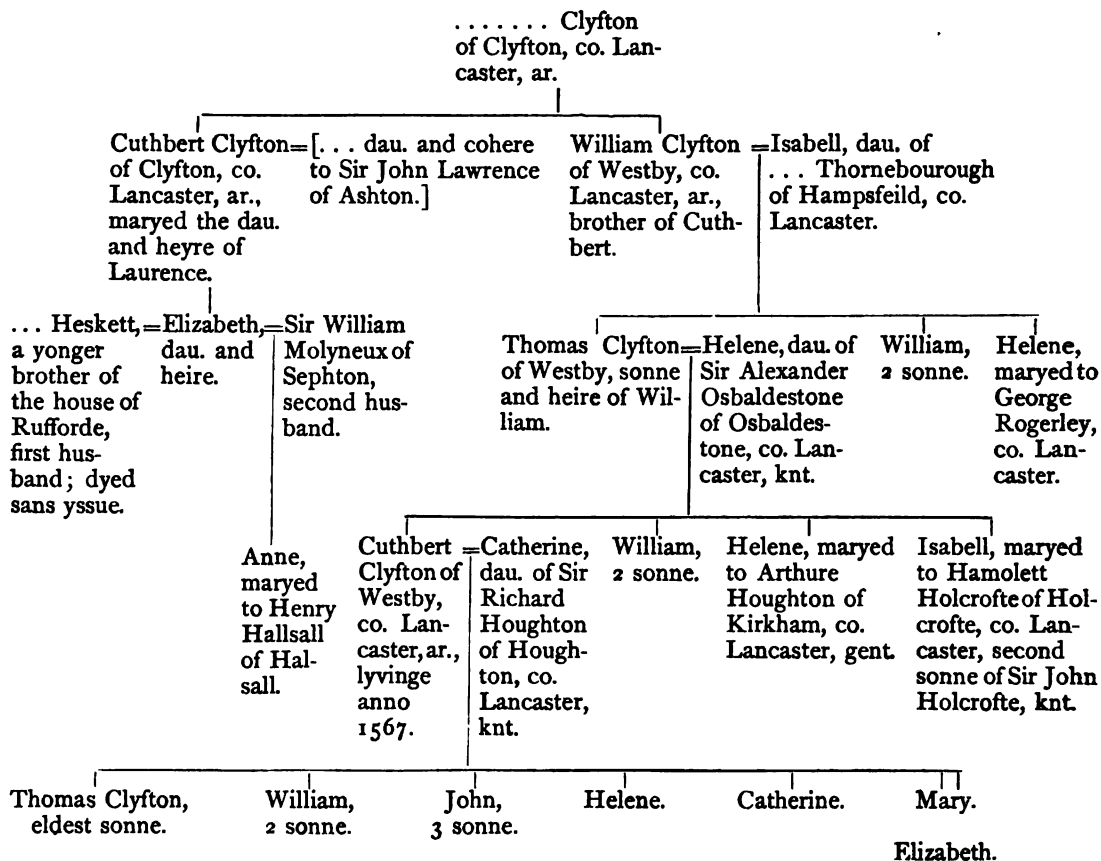 . . . . . . . Clyfton
of Clyfton, co. Lan-
caster, ar.
Cuthbert Clyfton=
of Clyfton, co.
Lancaster, ar.,
maryed the dau.
and heyre of
Laurence.
[. . . dau. and cohere
to Sir John Lawrence
of Ashton.]
William Clyfton =
of Westby, co.
Lancaster, ar.,
brother of Cuth-
bert.
Isabell, dau. of
. . . Thornebourough
of Hampsfeild, co.
Lancaster.
. . . Heskett,=
a yonger
brother of
the house of
Rufforde,
first hus-
band; dyed
sans yssue.
Elizabeth,=
dau. and
heire.
Sir William
Molyneux of
Sephton,
second hus-
band.
Thomas Clyfton=
of Westby, sonne
and heire of Wil-
liam.
Helene, dau. of
Sir Alexander
Osbaldestone
of Osbaldes-
tone, co. Lan-
caster, knt.
William,
2 sonne.
Helene,
maryed to
George
Rogerley,
co. Lan-
caster.
Anne,
maryed
to Henry
Hallsall
of Hal-
sall.
Cuthbert =
Clyfton of
Westby,
co. Lan-
caster, ar.,
lyvinge
anno
1567.
Catherine,
dau. of Sir
Richard
Houghton
of Hough-
ton, co.
Lancaster,
knt.
William,
2 sonne.
Helene, maryed
to Arthure
Houghton of
Kirkham, co.
Lancaster, gent.
Isabell, maryed
to Hamolett
Holcrofte of Hol-
crofte, co. Lan-
caster, second
sonne of Sir John
Holcrofte, knt.
Thomas Clyfton,
eldest sonne.
William,
2 sonne.
John,
3 sonne.
Helene.
Catherine.
Mary.
Elizabeth.